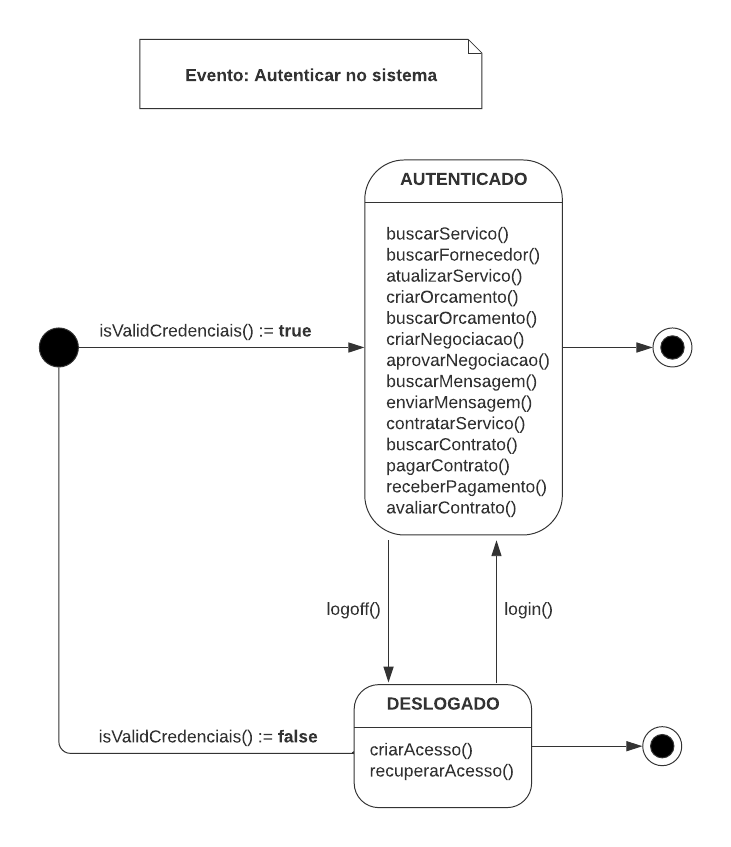 Evento: Autenticar no sistema
AUTENTICADO
buscarServico()
buscarFornecedor()
atualizarServico()
criarOrcamento()
buscarOrcamento()
criarNegociacao()
aprovarNegociacao()
buscarMensagem()
enviarMensagem()
contratarServico()
buscarContrato()
pagarContrato()
receberPagamento()
avaliarContrato()
isValidCredenciais() := true
logoff()
login()
isValidCredenciais() := false
DESLOGADO
criarAcesso()
recuperarAcesso()